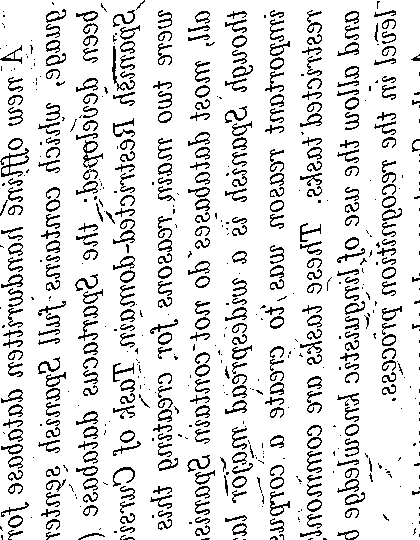 A new offline handwritten database for
guage, which contains full Spanish senten
been developed: the Spartacus database (
Spanish Restricted-domain Task of Cursi
were two main reasons for creating this
all, most databases do not contain Spanis
though Spanish is a widespread major la
important reason was to create a corpus
restricted tasks. These tasks are commonl
and allow the use of linguistic knowledge b
level in the recognition process.